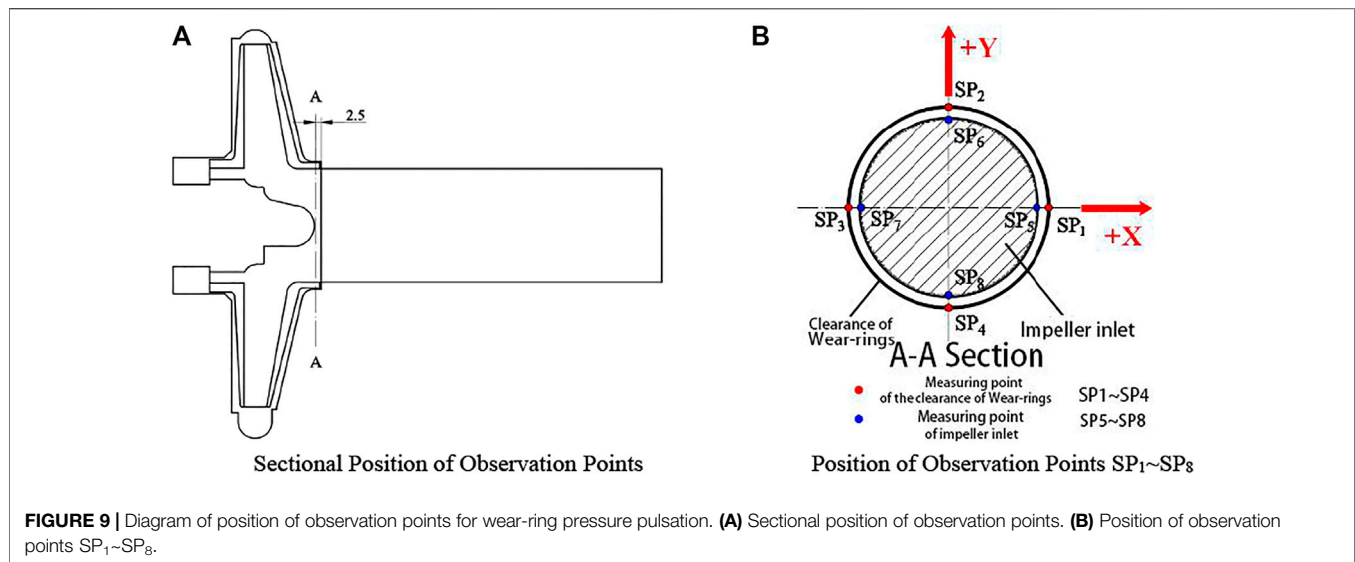 A
A
2.5
A
Sectional Position of Observation Points
B
+Y
SP₂
SP₆
SP₃
SP₇
SP₅
SP₁
+X
SP₈
SP₄
Clearance of
Wear-rings
Impeller inlet
A-A Section
Measuring point
of the clearance of Wear-rings
SP1~SP4
Measuring point
of impeller inlet
SP5~SP8
Position of Observation Points SP₁~SP₈
FIGURE 9 | Diagram of position of observation points for wear-ring pressure pulsation. (A) Sectional position of observation points. (B) Position of observation
points SP₁~SP₈.